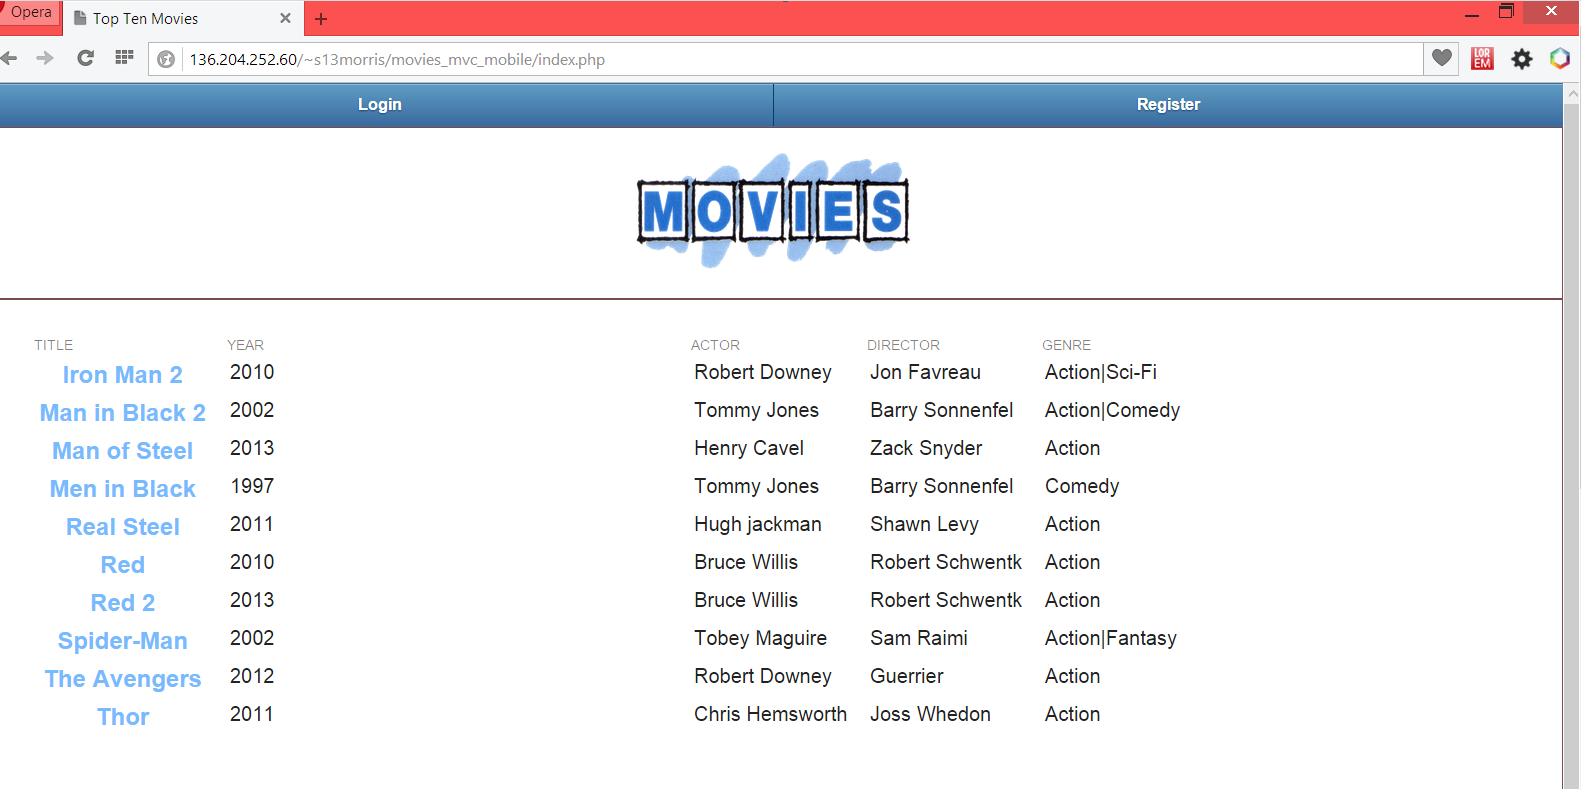 Opera
Top Ten Movies
136.204.252.60/~s13morris/movies_mvc_mobile/index.php
LOR
EM
Login Register
MOVIES
TITLE YEAR ACTOR DIRECTOR GENRE
Iron Man 2 2010 Robert Downey Jon Favreau Action|Sci-Fi
Man in Black 2 2002 Tommy Jones Barry Sonnenfel Action|Comedy
Man of Steel 2013 Henry Cavel Zack Snyder Action
Men in Black 1997 Tommy Jones Barry Sonnenfel Comedy
Real Steel 2011 Hugh jackman Shawn Levy Action
Red 2010 Bruce Willis Robert Schwentk Action
Red 2 2013 Bruce Willis Robert Schwentk Action
Spider-Man 2002 Tobey Maguire Sam Raimi Action|Fantasy
The Avengers 2012 Robert Downey Guerrier Action
Thor 2011 Chris Hemsworth Joss Whedon Action